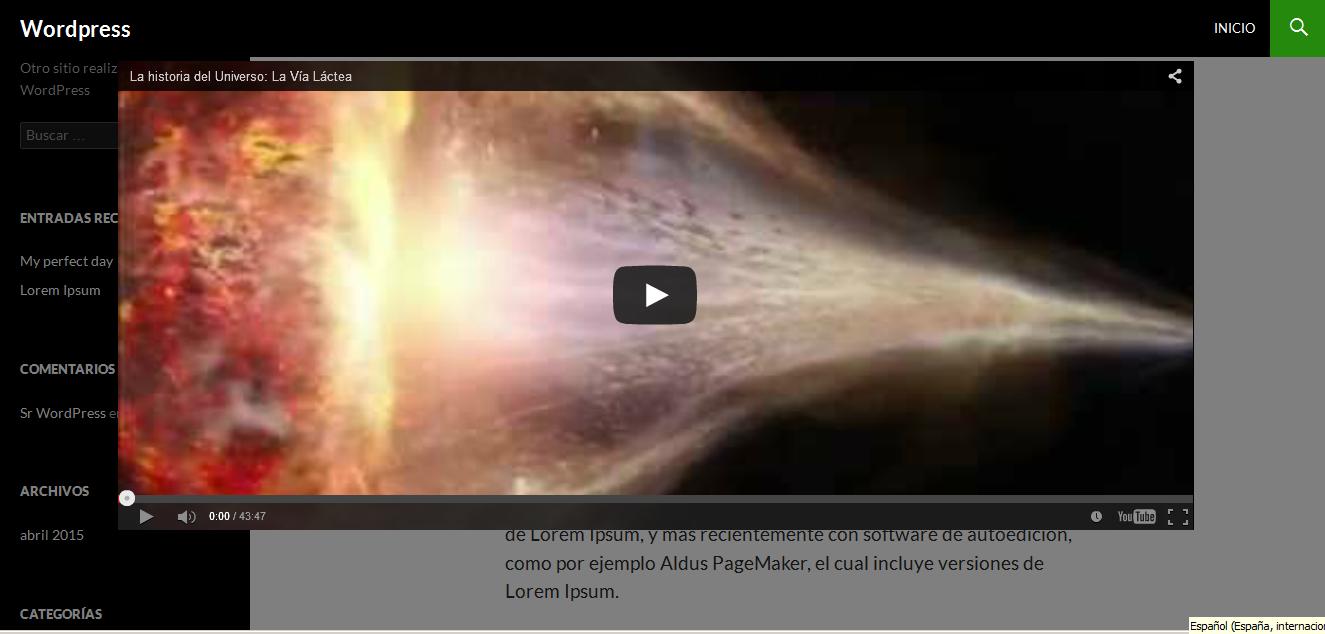 Wordpress
INICIO
Otro sitio realiz
WordPress
Buscar ...
ENTRADAS REC
My perfect day
Lorem Ipsum
COMENTARIOS
Sr WordPress en
ARCHIVOS
abril 2015
CATEGORÍAS
La historia del Universo: La Vía Láctea
0:00 / 43:47
YouTube
de Lorem Ipsum, y más recientemente con software de autoedición,
como por ejemplo Aldus PageMaker, el cual incluye versiones de
Lorem Ipsum.
Español (España, internacion